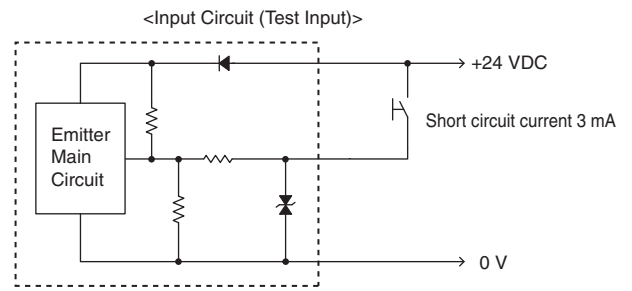 <Input Circuit (Test Input)>
+24 VDC
Short circuit current 3 mA
Emitter
Main
Circuit
0 V